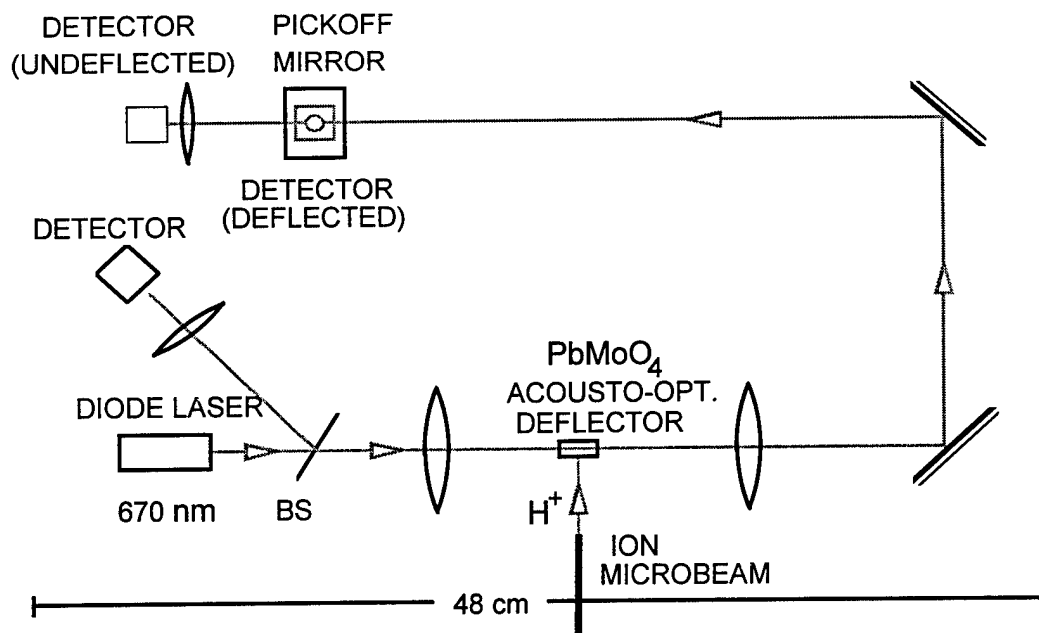 DETECTOR
(UNDEFLECTED)
PICKOFF
MIRROR
DETECTOR
(DEFLECTED)
DETECTOR
PbMoO4
ACOUSTO-OPT.
DEFLECTOR
DIODE LASER
670 nm
BS
H+
ION
MICROBEAM
48 cm